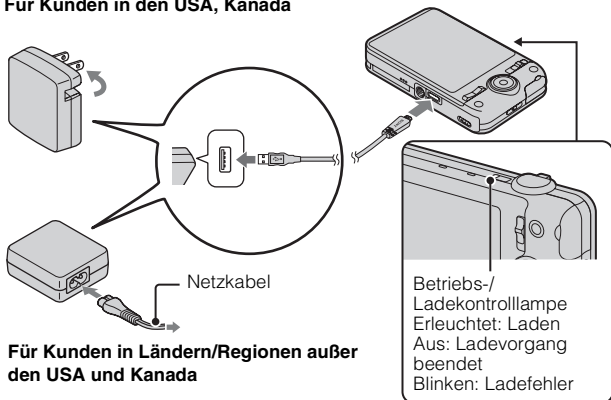 Für Kunden in den USA, Kanada
Netzkabel
Für Kunden in Ländern/Regionen außer
den USA und Kanada
Betriebs-/
Ladekontrolllampe
Erleuchtet: Laden
Aus: Ladevorgang
beendet
Blinken: Ladefehler